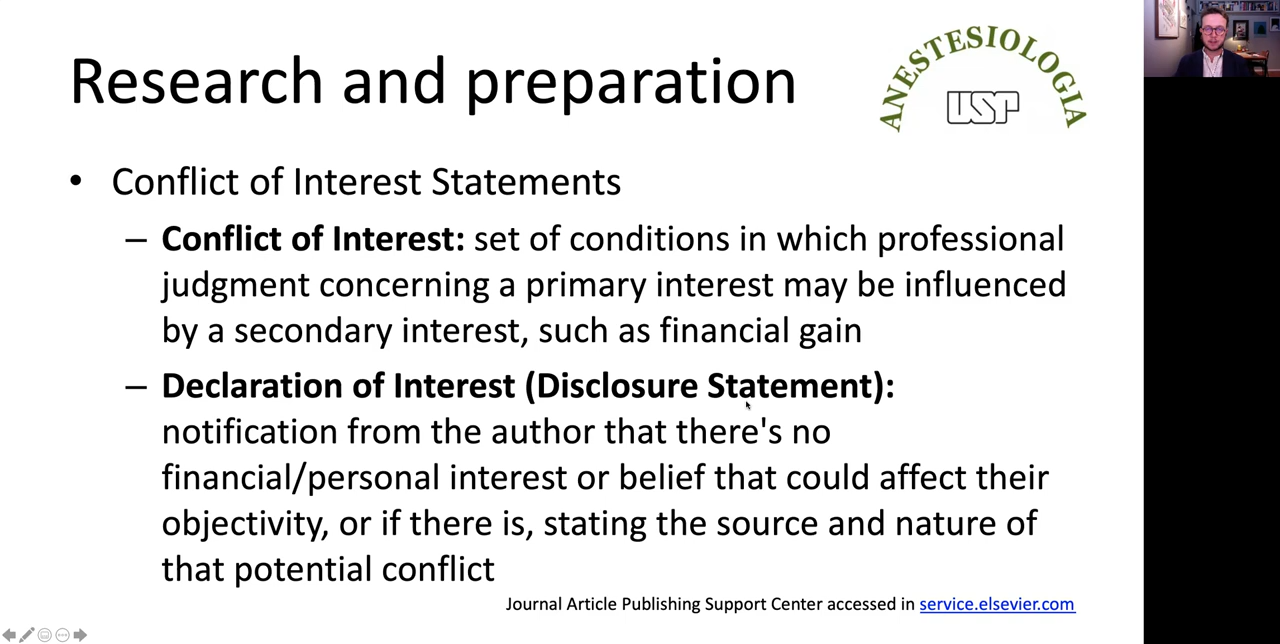 Research and preparation
ANESTESIOLOGIA
USP
• Conflict of Interest Statements
– Conflict of Interest: set of conditions in which professional
judgment concerning a primary interest may be influenced
by a secondary interest, such as financial gain
– Declaration of Interest (Disclosure Statement):
notification from the author that there's no
financial/personal interest or belief that could affect their
objectivity, or if there is, stating the source and nature of
that potential conflict
Journal Article Publishing Support Center accessed in service.elsevier.com